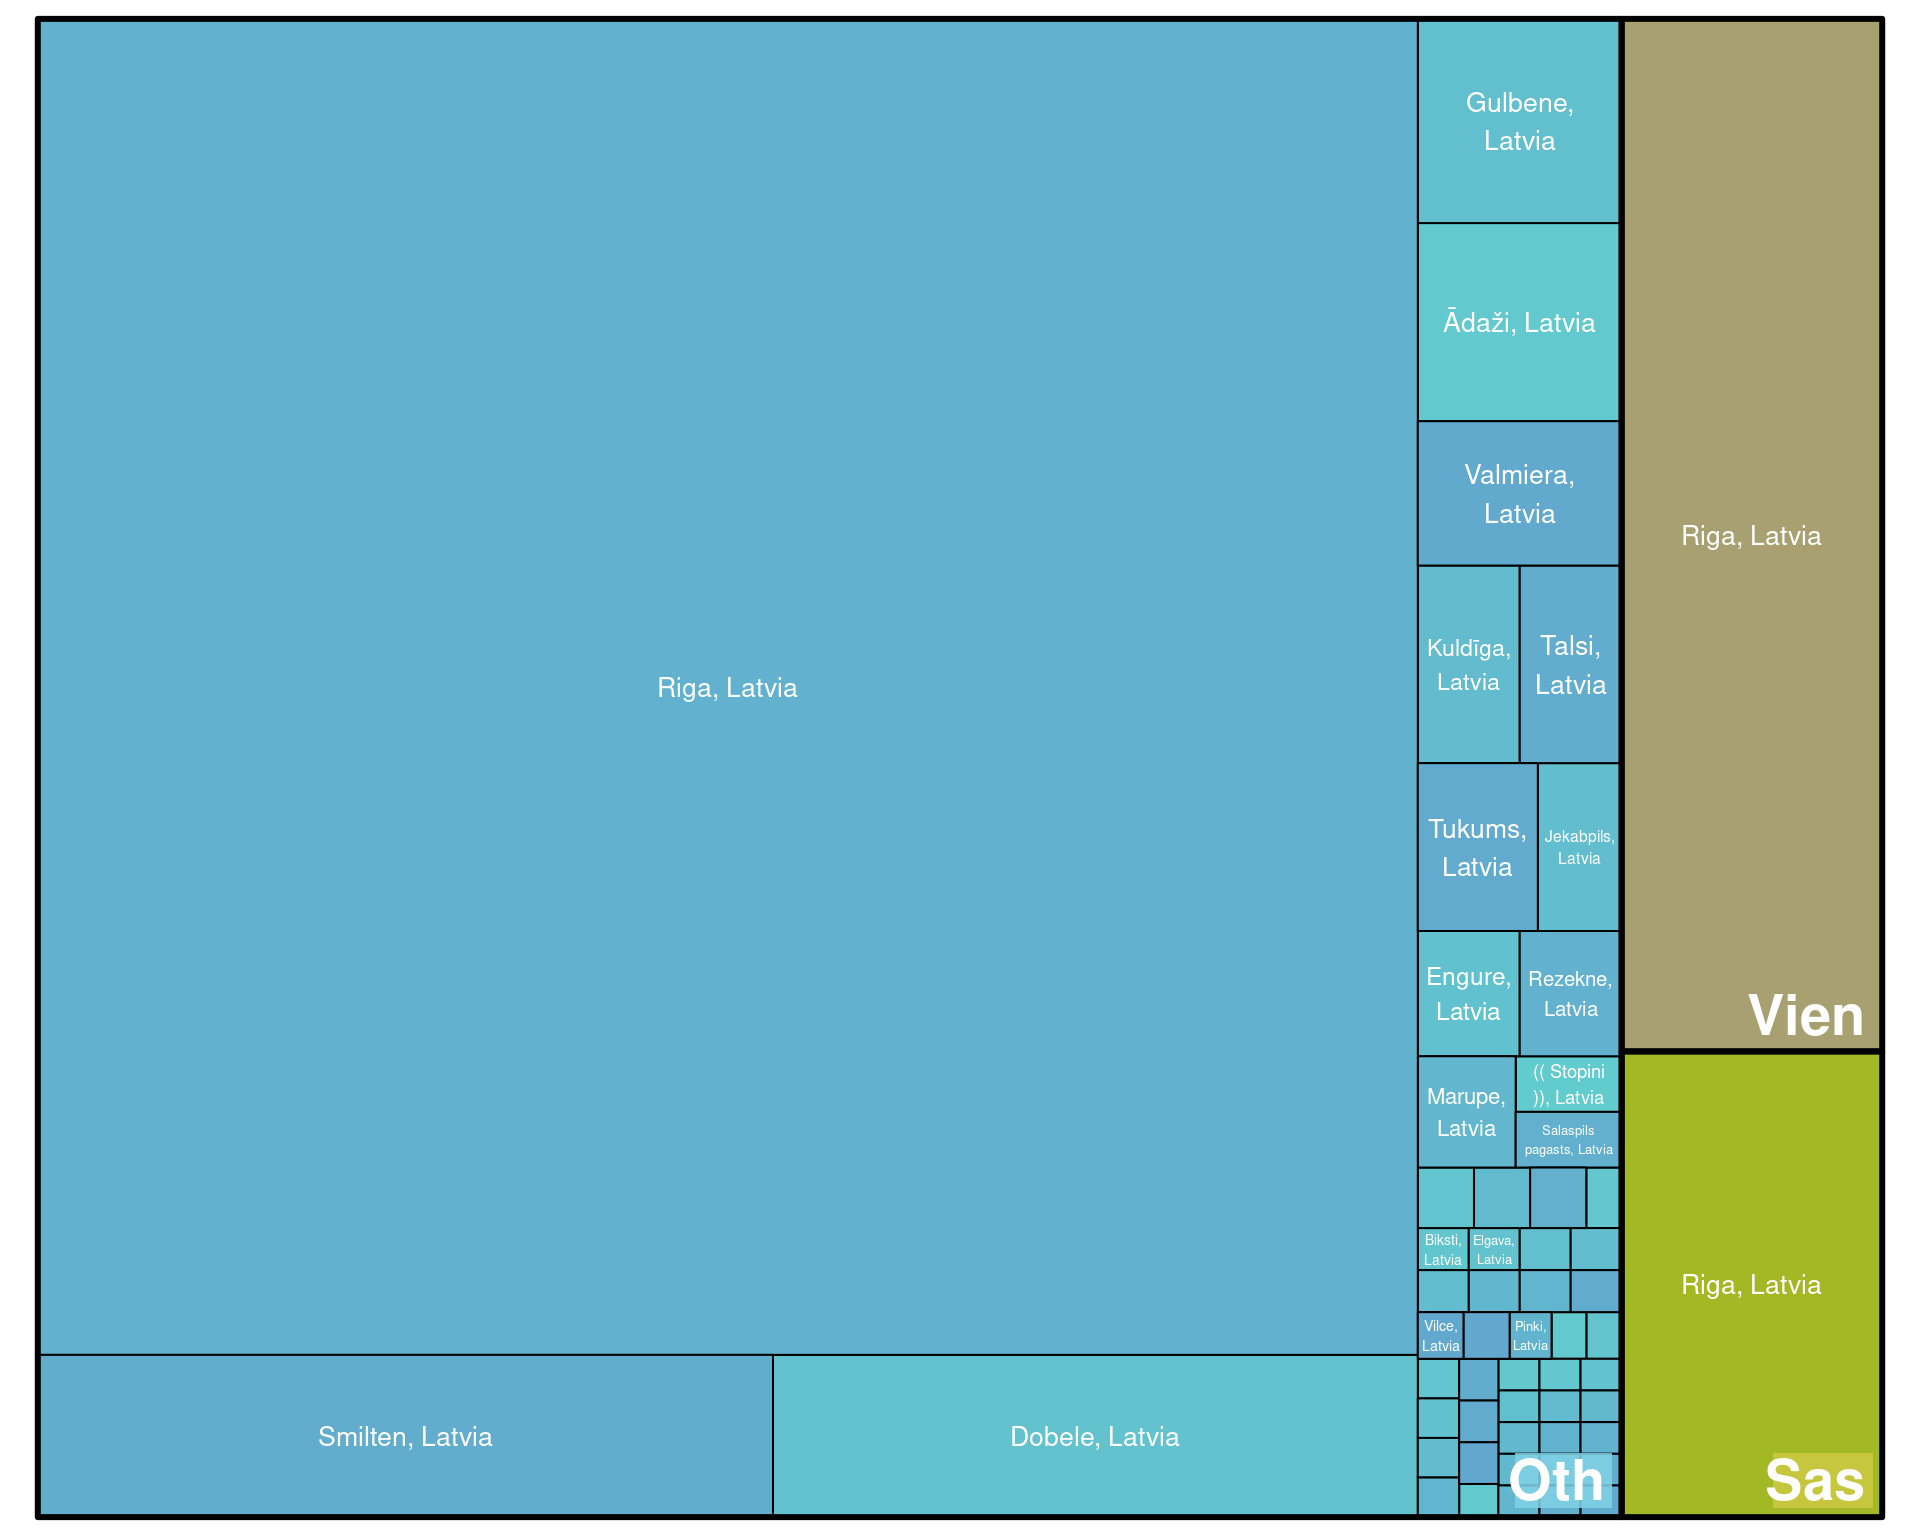 Gulbene,
Latvia
Ādaži, Latvia
Valmiera,
Latvia
Kuldīga,
Latvia
Talsi,
Latvia
Riga, Latvia
Riga, Latvia
Tukums,
Latvia
Jekabpils,
Latvia
Engure,
Latvia
Rezekne,
Latvia
Vien
Marupe,
Latvia
(( Stopini
)), Latvia
Salaspils
pagasts, Latvia
Biksti,
Latvia
Elgava,
Latvia
Riga, Latvia
Vilce,
Latvia
Pinki,
Latvia
Smilten, Latvia
Dobele, Latvia
Oth
Sas